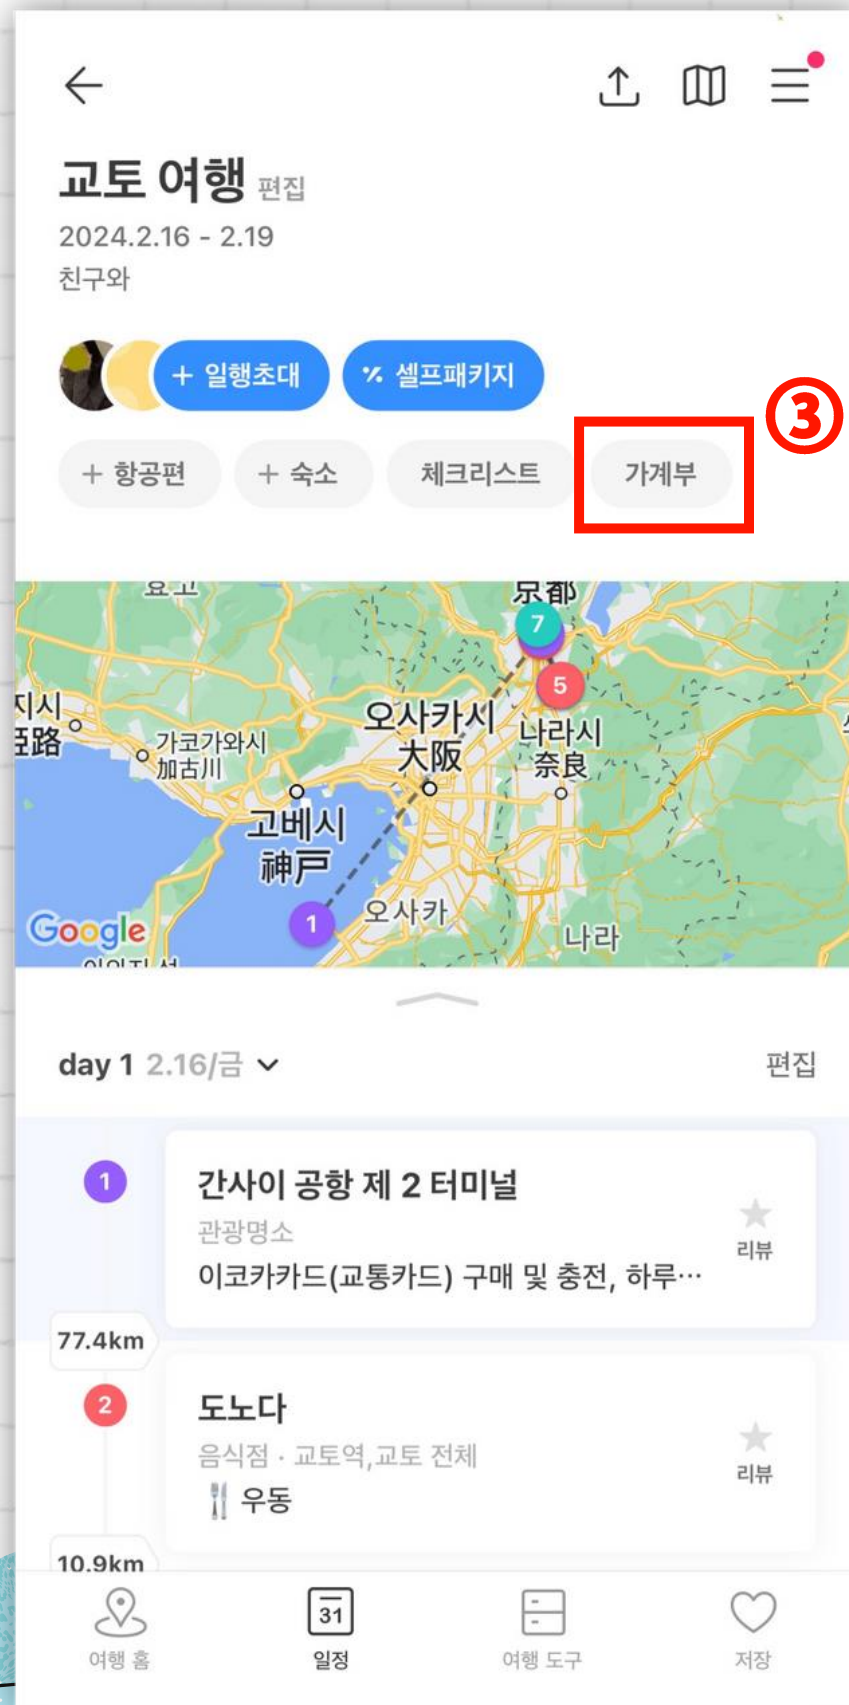 교토 여행 편집
2024.2.16 - 2.19
친구와
+ 일행초대 % 셀프패키지
③
+ 항공편 + 숙소 체크리스트 가계부
효고
京都
7
5
지시
오사카시
나라시
路
가코가와시
大阪
奈良
加古川
고베시
神戸
1
오사카
Google
나라
day 1 2.16/금 편집
1 간사이 공항 제 2 터미널
관광명소
리뷰
이코카카드(교통카드) 구매 및 충전, 하루…
77.4km
2 도노다
음식점 · 교토역,교토 전체
리뷰
우동
10.9km
31
여행 홈 일정 여행 도구 저장